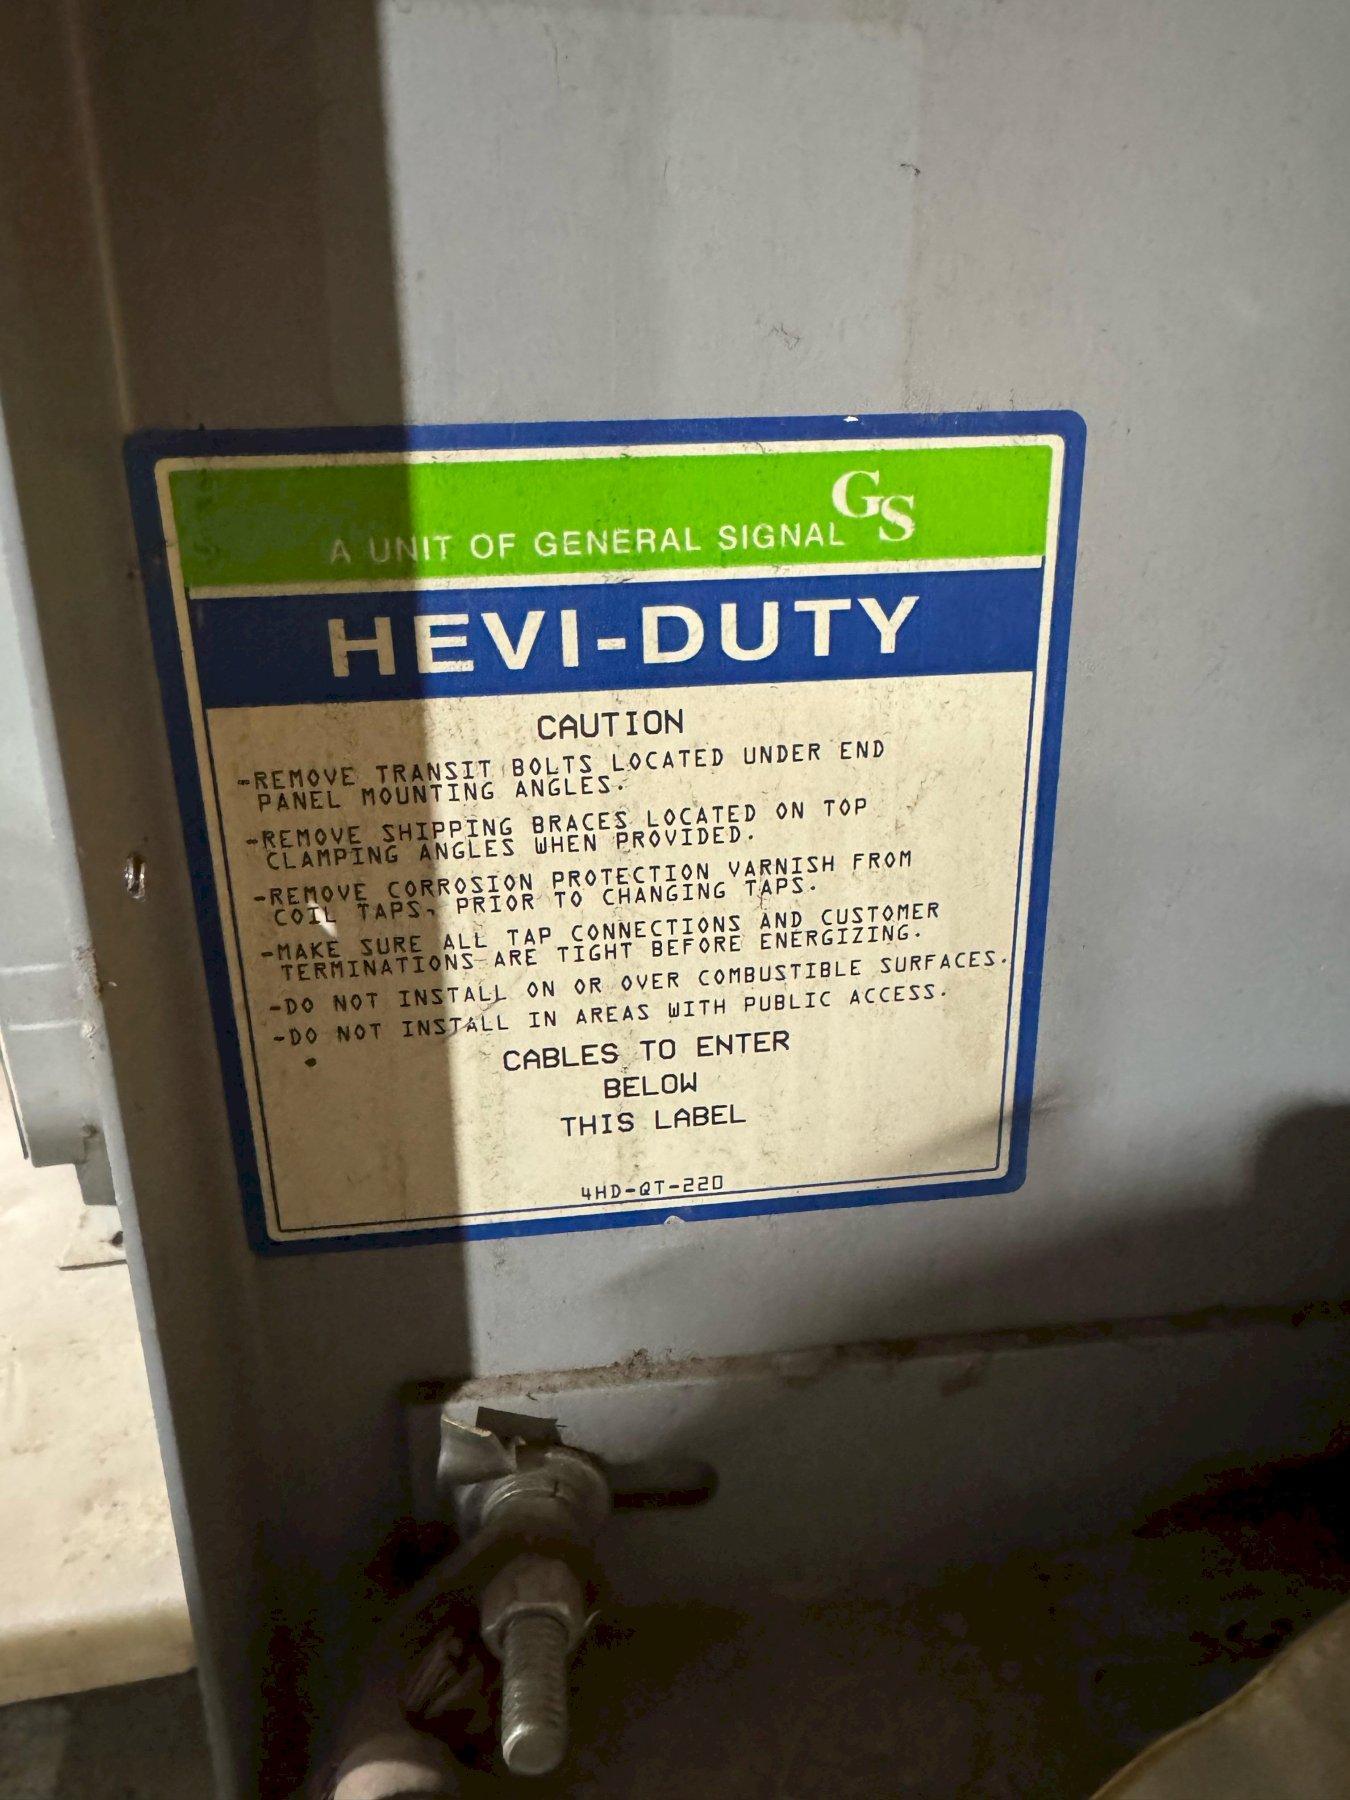 GS
A UNIT OF GENERAL SIGNAL
HEVI-DUTY
CAUTION
-REMOVE TRANSIT BOLTS LOCATED UNDER END
PANEL MOUNTING ANGLES.
-REMOVE SHIPPING BRACES LOCATED ON TOP
CLAMPING ANGLES WHEN PROVIDED.
-REMOVE CORROSION PROTECTION VARNISH FROM
COIL TAPS, PRIOR TO CHANGING TAPS.
-MAKE SURE ALL TAP CONNECTIONS AND CUSTOMER
TERMINATIONS ARE TIGHT BEFORE ENERGIZING.
-DO NOT INSTALL ON OR OVER COMBUSTIBLE SURFACES.
-DO NOT INSTALL IN AREAS WITH PUBLIC ACCESS.
CABLES TO ENTER
BELOW
THIS LABEL
4HD-QT-220